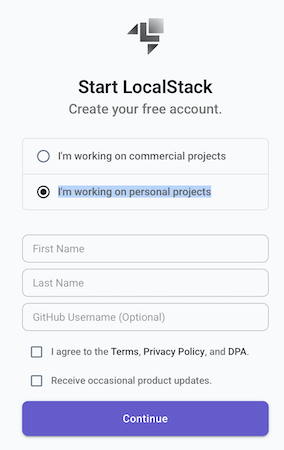 Start LocalStack
Create your free account.
I'm working on commercial projects
I'm working on personal projects
First Name
Last Name
GitHub Username (Optional)
I agree to the Terms, Privacy Policy, and DPA.
Receive occasional product updates.
Continue